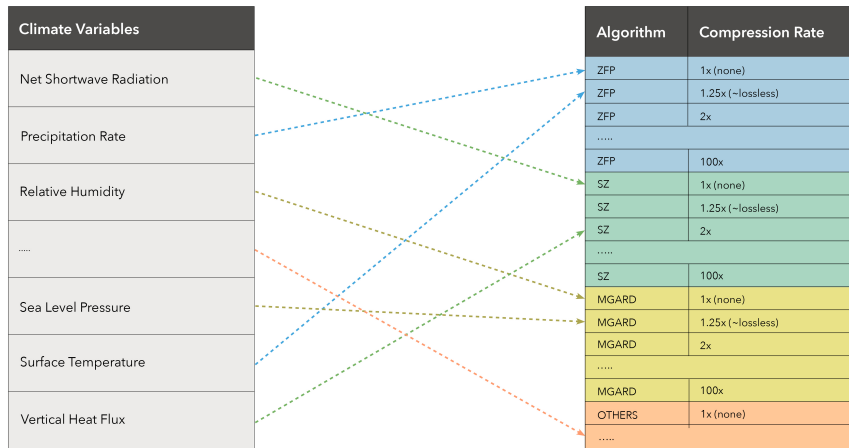 Climate Variables
Net Shortwave Radiation
Precipitation Rate
Relative Humidity
.....
Sea Level Pressure
Surface Temperature
Vertical Heat Flux
Algorithm Compression Rate
ZFP 1x (none)
ZFP 1.25x (~lossless)
ZFP 2x
.....
ZFP 100x
SZ 1x (none)
SZ 1.25x (~lossless)
SZ 2x
.....
SZ 100x
MGARD 1x (none)
MGARD 1.25x (~lossless)
MGARD 2x
.....
MGARD 100x
OTHERS 1x (none)
.....